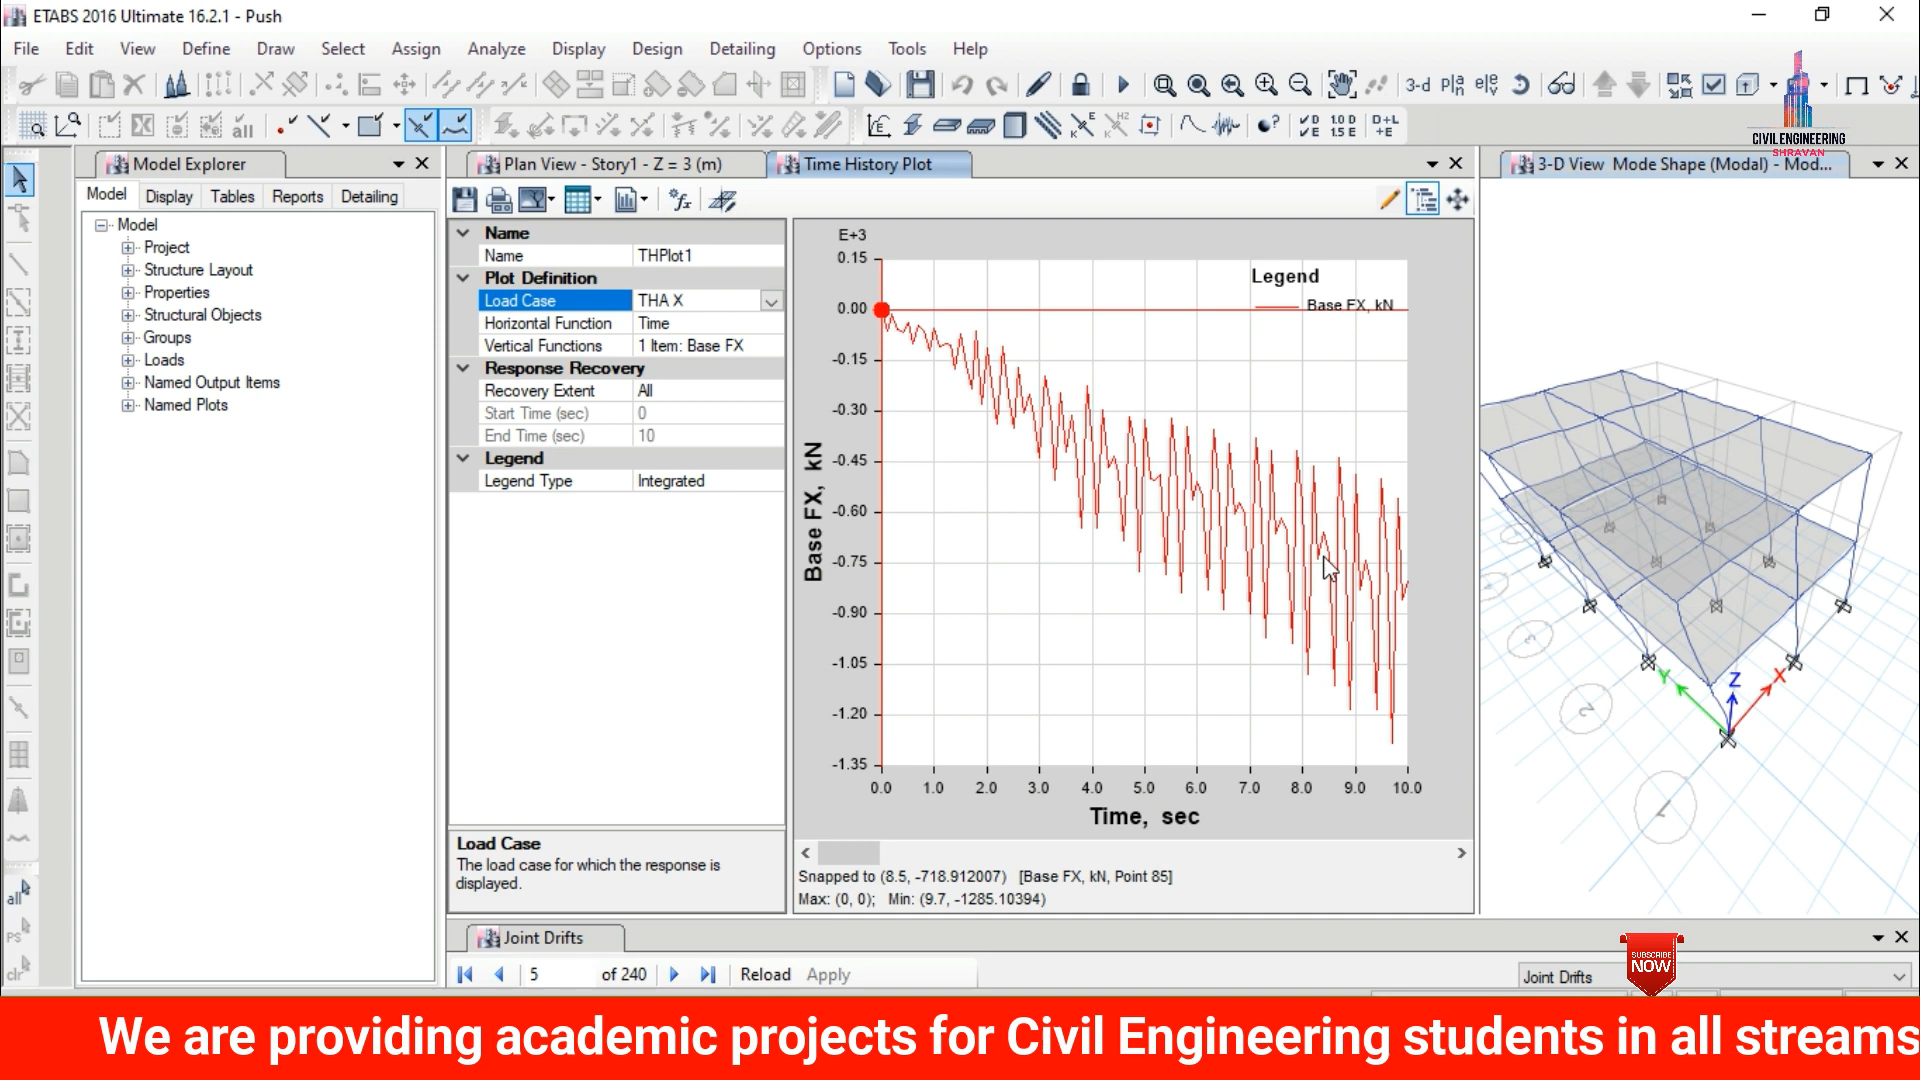 ETABS 2016 Ultimate 16.2.1 - Push
File Edit View Define Draw Select Assign Analyze Display Design Detailing Options Tools Help
3-d
all
CIVIL ENGINEERING
SHRAVAN
Model Explorer
Model Display Tables Reports Detailing
Model
Project
Structure Layout
Properties
Structural Objects
Groups
Loads
Named Output Items
Named Plots
Plan View - Story1 - Z = 3 (m)
Time History Plot
3-D View Mode Shape (Modal) - Mod...
Name
Name THPlot1
Plot Definition
Load Case THA X
Horizontal Function Time
Vertical Functions 1 Item: Base FX
Response Recovery
Recovery Extent All
Start Time (sec) 0
End Time (sec) 10
Legend
Legend Type Integrated
Load Case
The load case for which the response is
displayed.
E+3
0.15
0.00
-0.15
-0.30
-0.45
-0.60
-0.75
-0.90
-1.05
-1.20
-1.35
Base FX, kN
Legend
Base FX, kN
0.0 1.0 2.0 3.0 4.0 5.0 6.0 7.0 8.0 9.0 10.0
Time, sec
Snapped to (8.5, -718.912007) [Base FX, kN, Point 85]
Max: (0, 0); Min: (9.7, -1285.10394)
X
Y
Z
3
2
1
all
PS
clr
Joint Drifts
5 of 240 Reload Apply
Joint Drifts
SUBSCRIBE
NOW
We are providing academic projects for Civil Engineering students in all streams